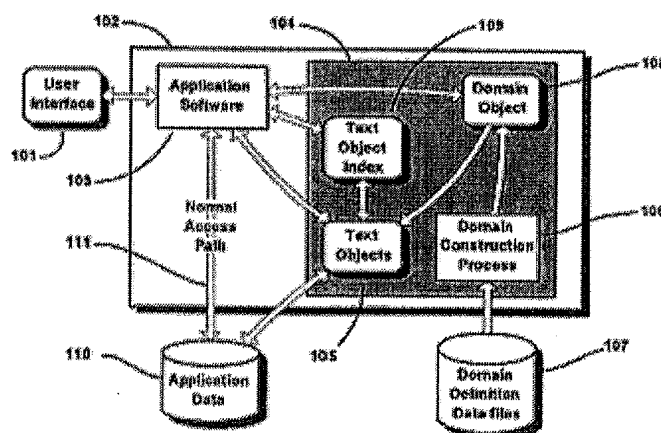 102
104
109
108
User
Interface
Application
Software
Domain
Object
Text
Object
Index
101
103
Normal
Access
Path
Text
Objects
Domain
Construction
Process
106
111
110
105
107
Application
Data
Domain
Definition
Data files